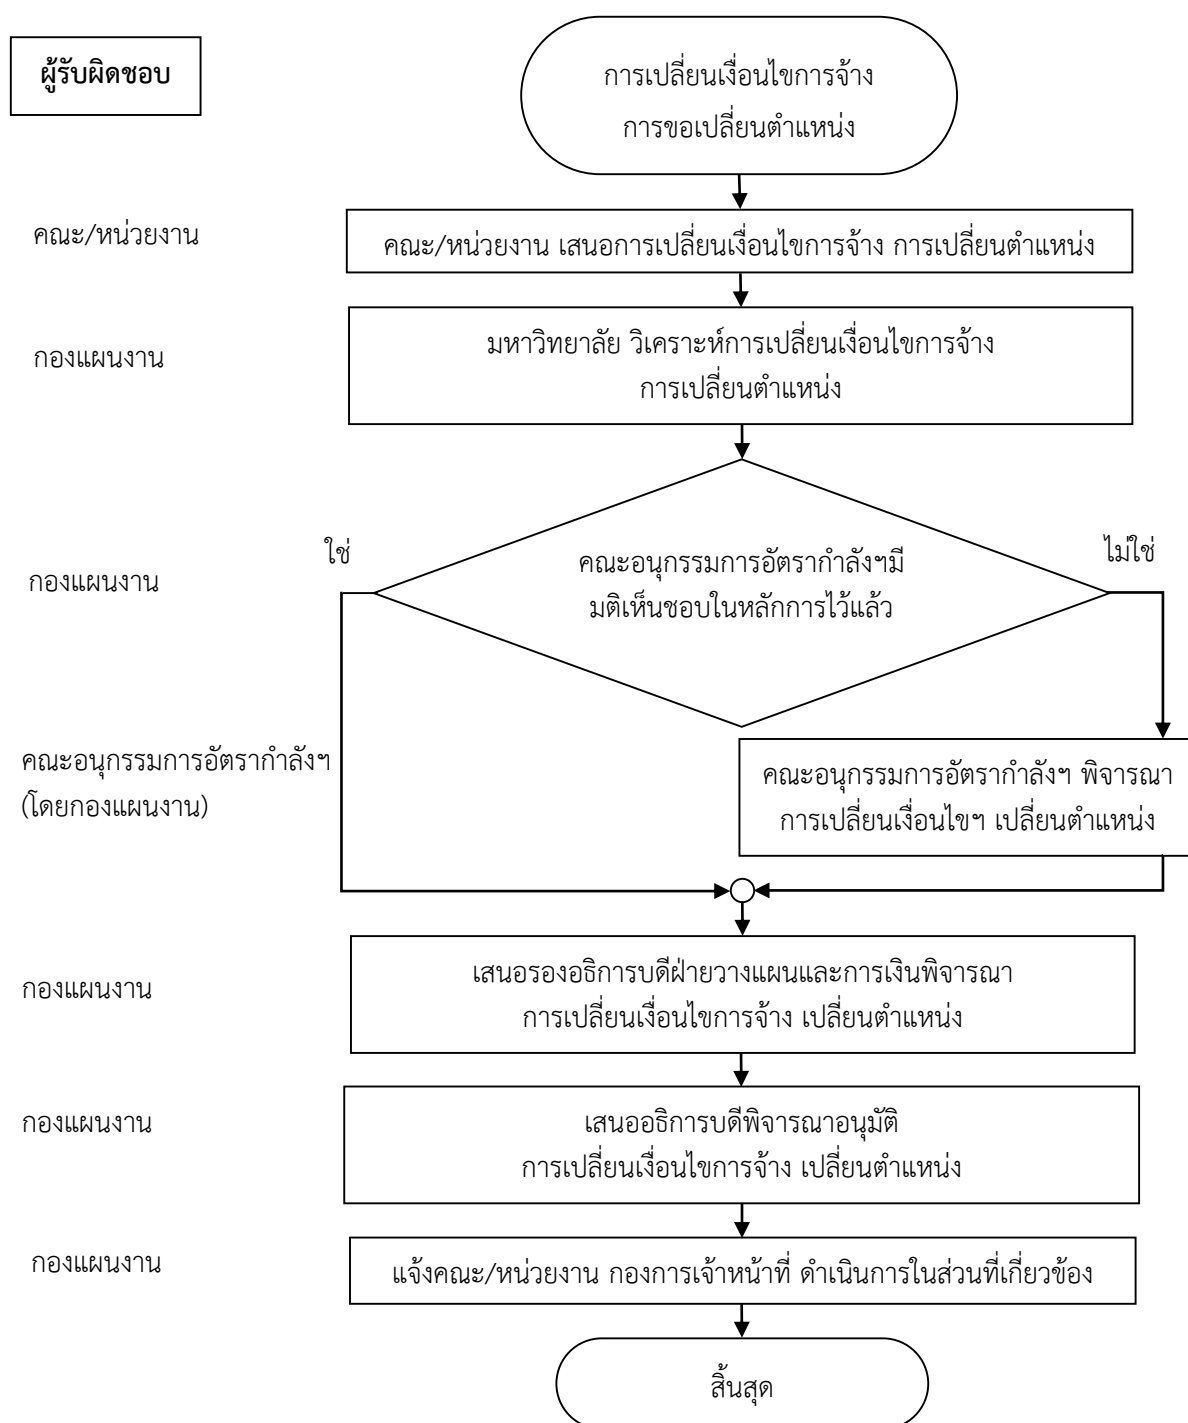 ผู้รับผิดชอบ
การเปลี่ยนเงื่อนไขการจ้าง
การขอเปลี่ยนตำแหน่ง
คณะ/หน่วยงาน
คณะ/หน่วยงาน เสนอการเปลี่ยนเงื่อนไขการจ้าง การเปลี่ยนตำแหน่ง
กองแผนงาน
มหาวิทยาลัย วิเคราะห์การเปลี่ยนเงื่อนไขการจ้าง
การเปลี่ยนตำแหน่ง
กองแผนงาน
ใช่
คณะอนุกรรมการอัตรากำลังฯมี
มติเห็นชอบในหลักการไว้แล้ว
ไม่ใช่
คณะอนุกรรมการอัตรากำลังฯ
(โดยกองแผนงาน)
คณะอนุกรรมการอัตรากำลังฯ พิจารณา
การเปลี่ยนเงื่อนไขฯ เปลี่ยนตำแหน่ง
กองแผนงาน
เสนอรองอธิการบดีฝ่ายวางแผนและการเงินพิจารณา
การเปลี่ยนเงื่อนไขการจ้าง เปลี่ยนตำแหน่ง
กองแผนงาน
เสนออธิการบดีพิจารณาอนุมัติ
การเปลี่ยนเงื่อนไขการจ้าง เปลี่ยนตำแหน่ง
กองแผนงาน
แจ้งคณะ/หน่วยงาน กองการเจ้าหน้าที่ ดำเนินการในส่วนที่เกี่ยวข้อง
สิ้นสุด